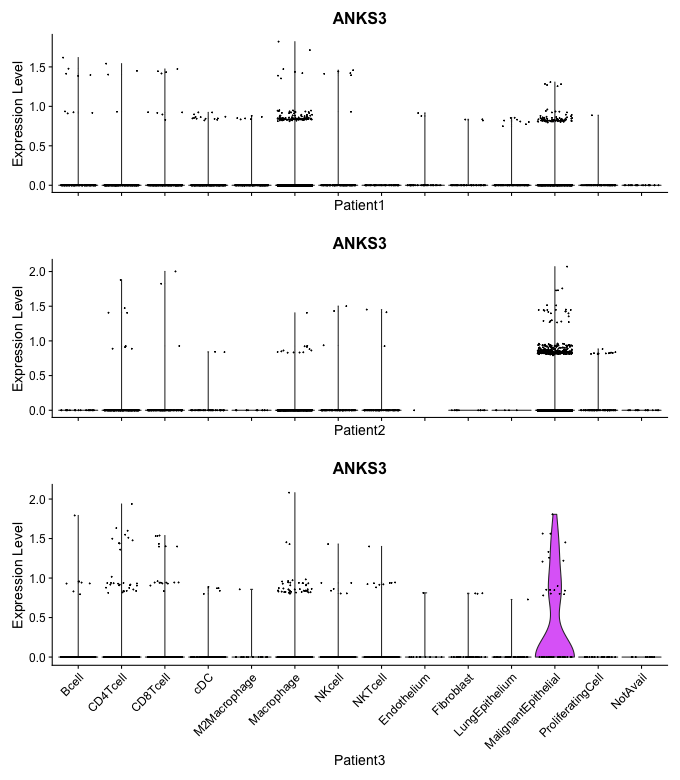 ANKS3
Expression Level
1.5
1.0
0.5
0.0
Patient1
ANKS3
Expression Level
2.0
1.5
1.0
0.5
0.0
Patient2
ANKS3
Expression Level
2.0
1.5
1.0
0.5
0.0
Bcell
CD4Tcell
CD8Tcell
cDC
M2Macrophage
Macrophage
NKcell
NKTcell
Endothelium
Fibroblast
LungEpithelium
MalignantEpithelial
ProliferatingCell
NotAvail
Patient3